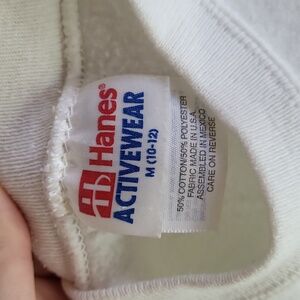 Hanes®
ACTIVEWEAR
M (10-12)
50% COTTON/50% POLYESTER
FABRIC MADE IN U.S.A.
ASSEMBLED IN MEXICO
CARE ON REVERSE